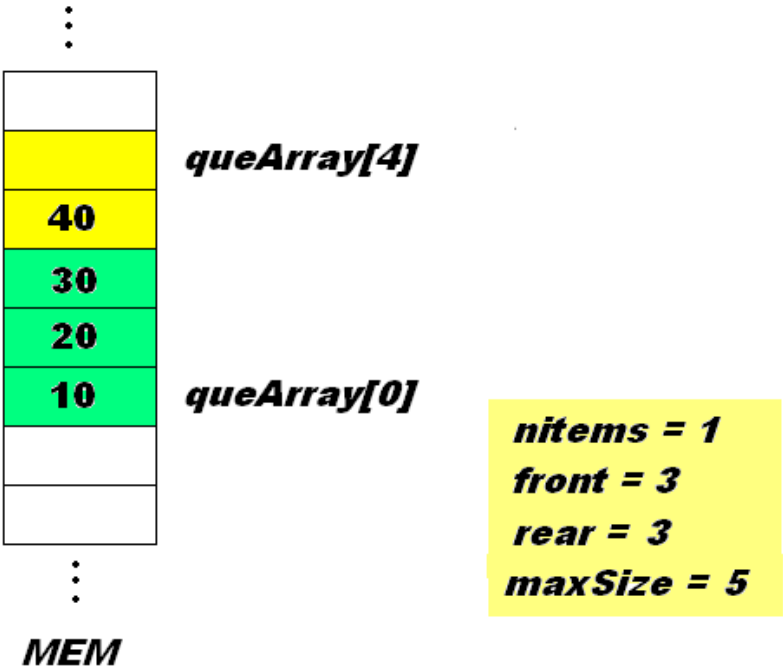 queArray[4]
40
30
20
10
queArray[0]
nitems = 1
front = 3
rear = 3
maxSize = 5
MEM